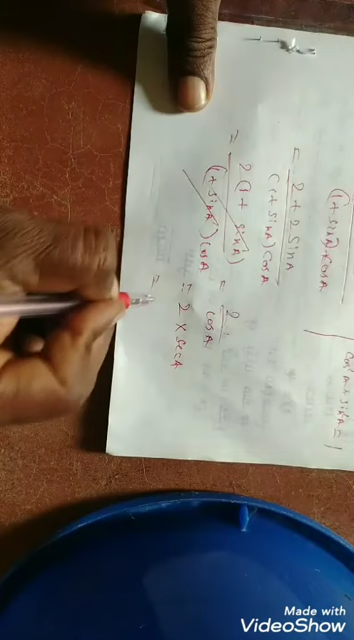 (1+sinA)·cosA
= 2+2sinA
(1+sinA)cosA
= 2(1+sinA) = 2
(1+sinA)cosA cosA
= 2×secA
=
Made with
VideoShow